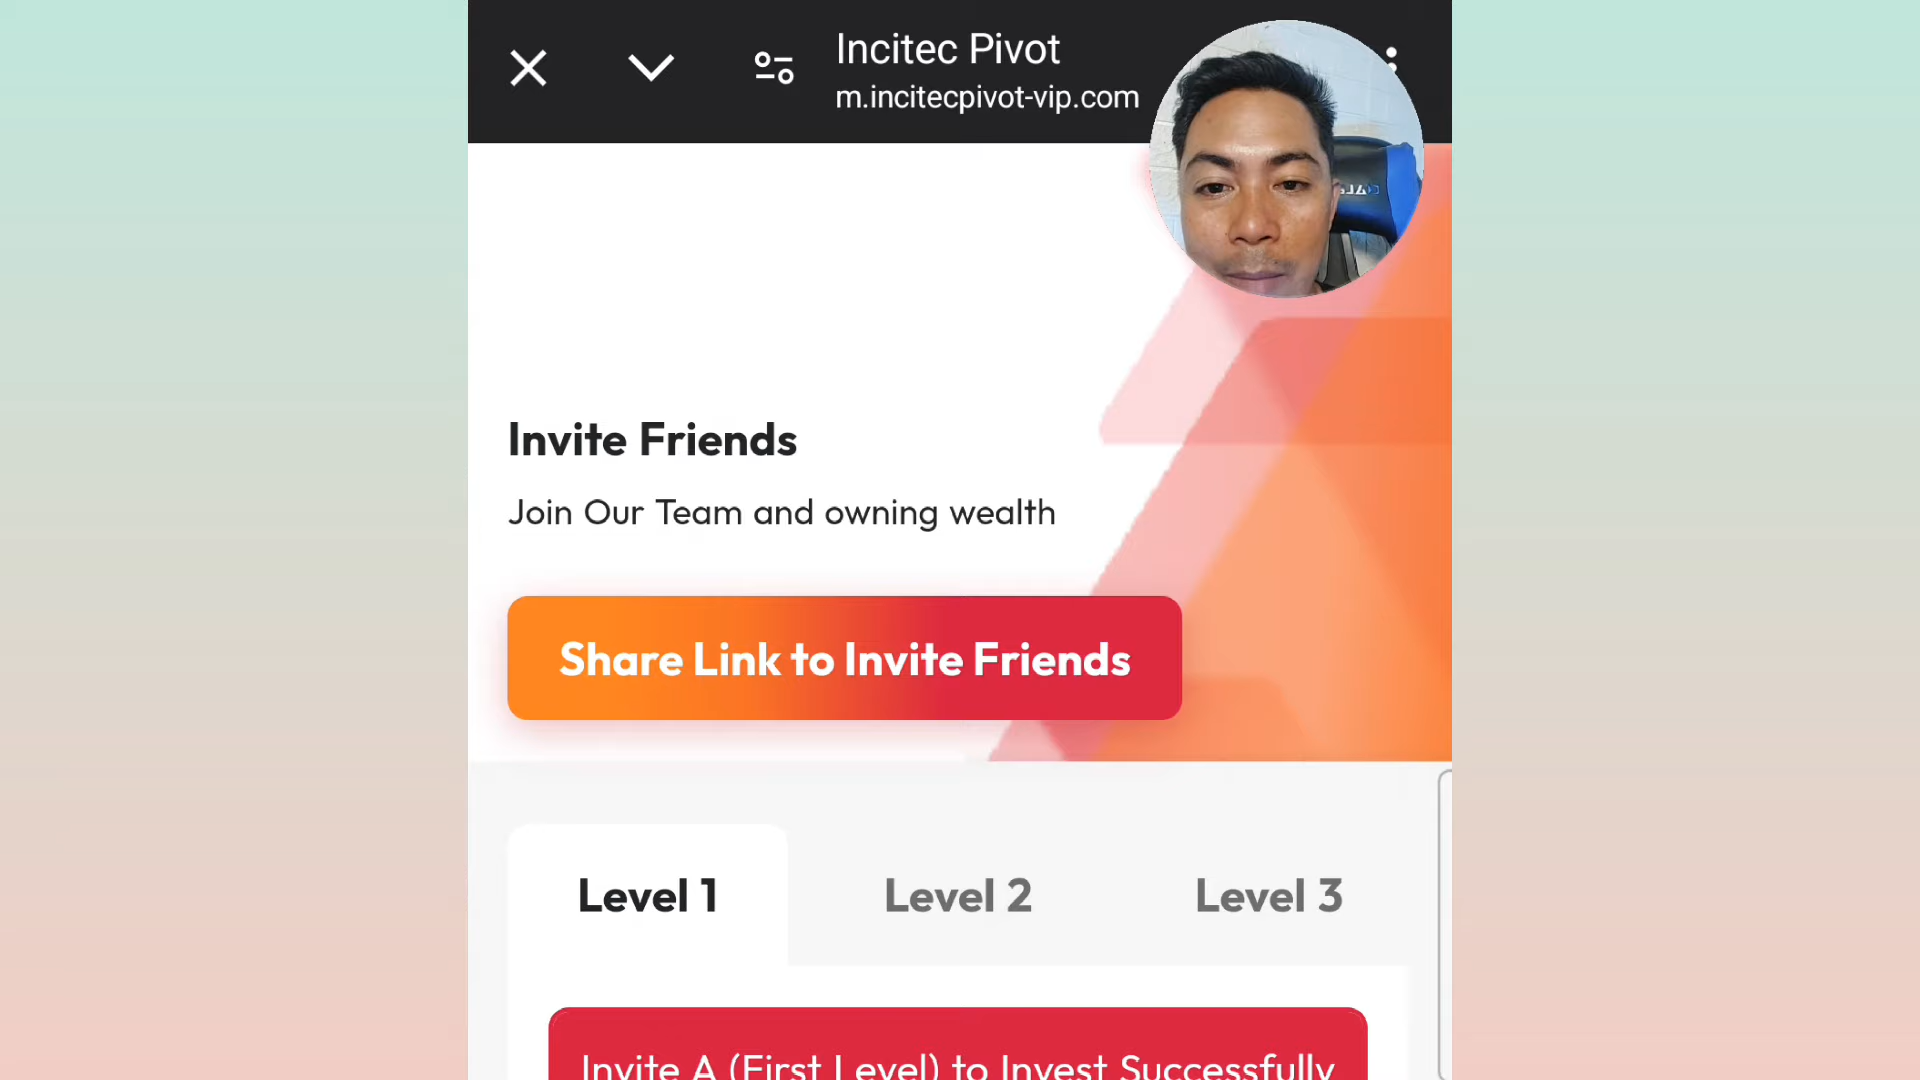 Incitec Pivot
m.incitecpivot-vip.com
Invite Friends
Join Our Team and owning wealth
Share Link to Invite Friends
Level 1
Level 2
Level 3
Invite A (First Level) to Invest Successfully